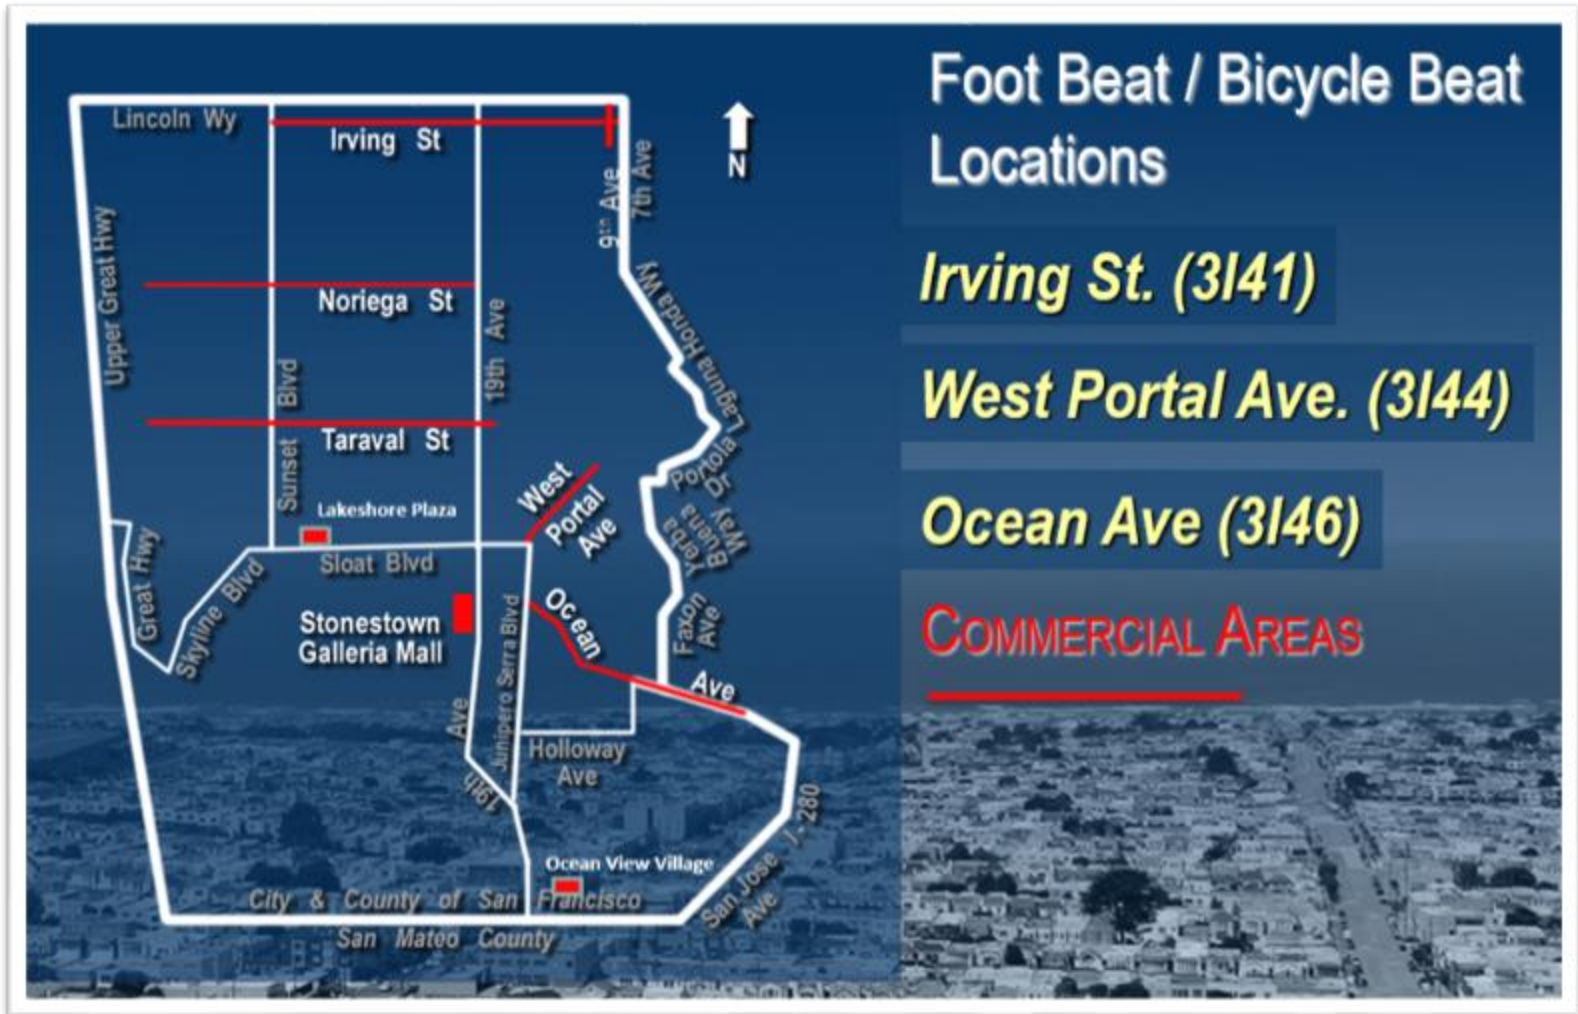 Foot Beat / Bicycle Beat
Locations
Irving St. (3I41)
West Portal Ave. (3I44)
Ocean Ave (3I46)
COMMERCIAL AREAS
Lincoln Wy
Irving St
N
9th Ave
7th Ave
Upper Great Hwy
Noriega St
19th Ave
Laguna Honda Wy
Sunset Blvd
Taraval St
Portola Dr
West
Portal
Ave
Yerba
Buena
Way
Lakeshore Plaza
Sloat Blvd
Great Hwy
Skyline Blvd
Stonestown
Galleria Mall
Junipero Serra Blvd
Ocean
Ave
Faxon
Ave
19th Ave
Holloway
Ave
I-280
San Jose
Ave
Ocean View Village
City & County of San Francisco
San Mateo County